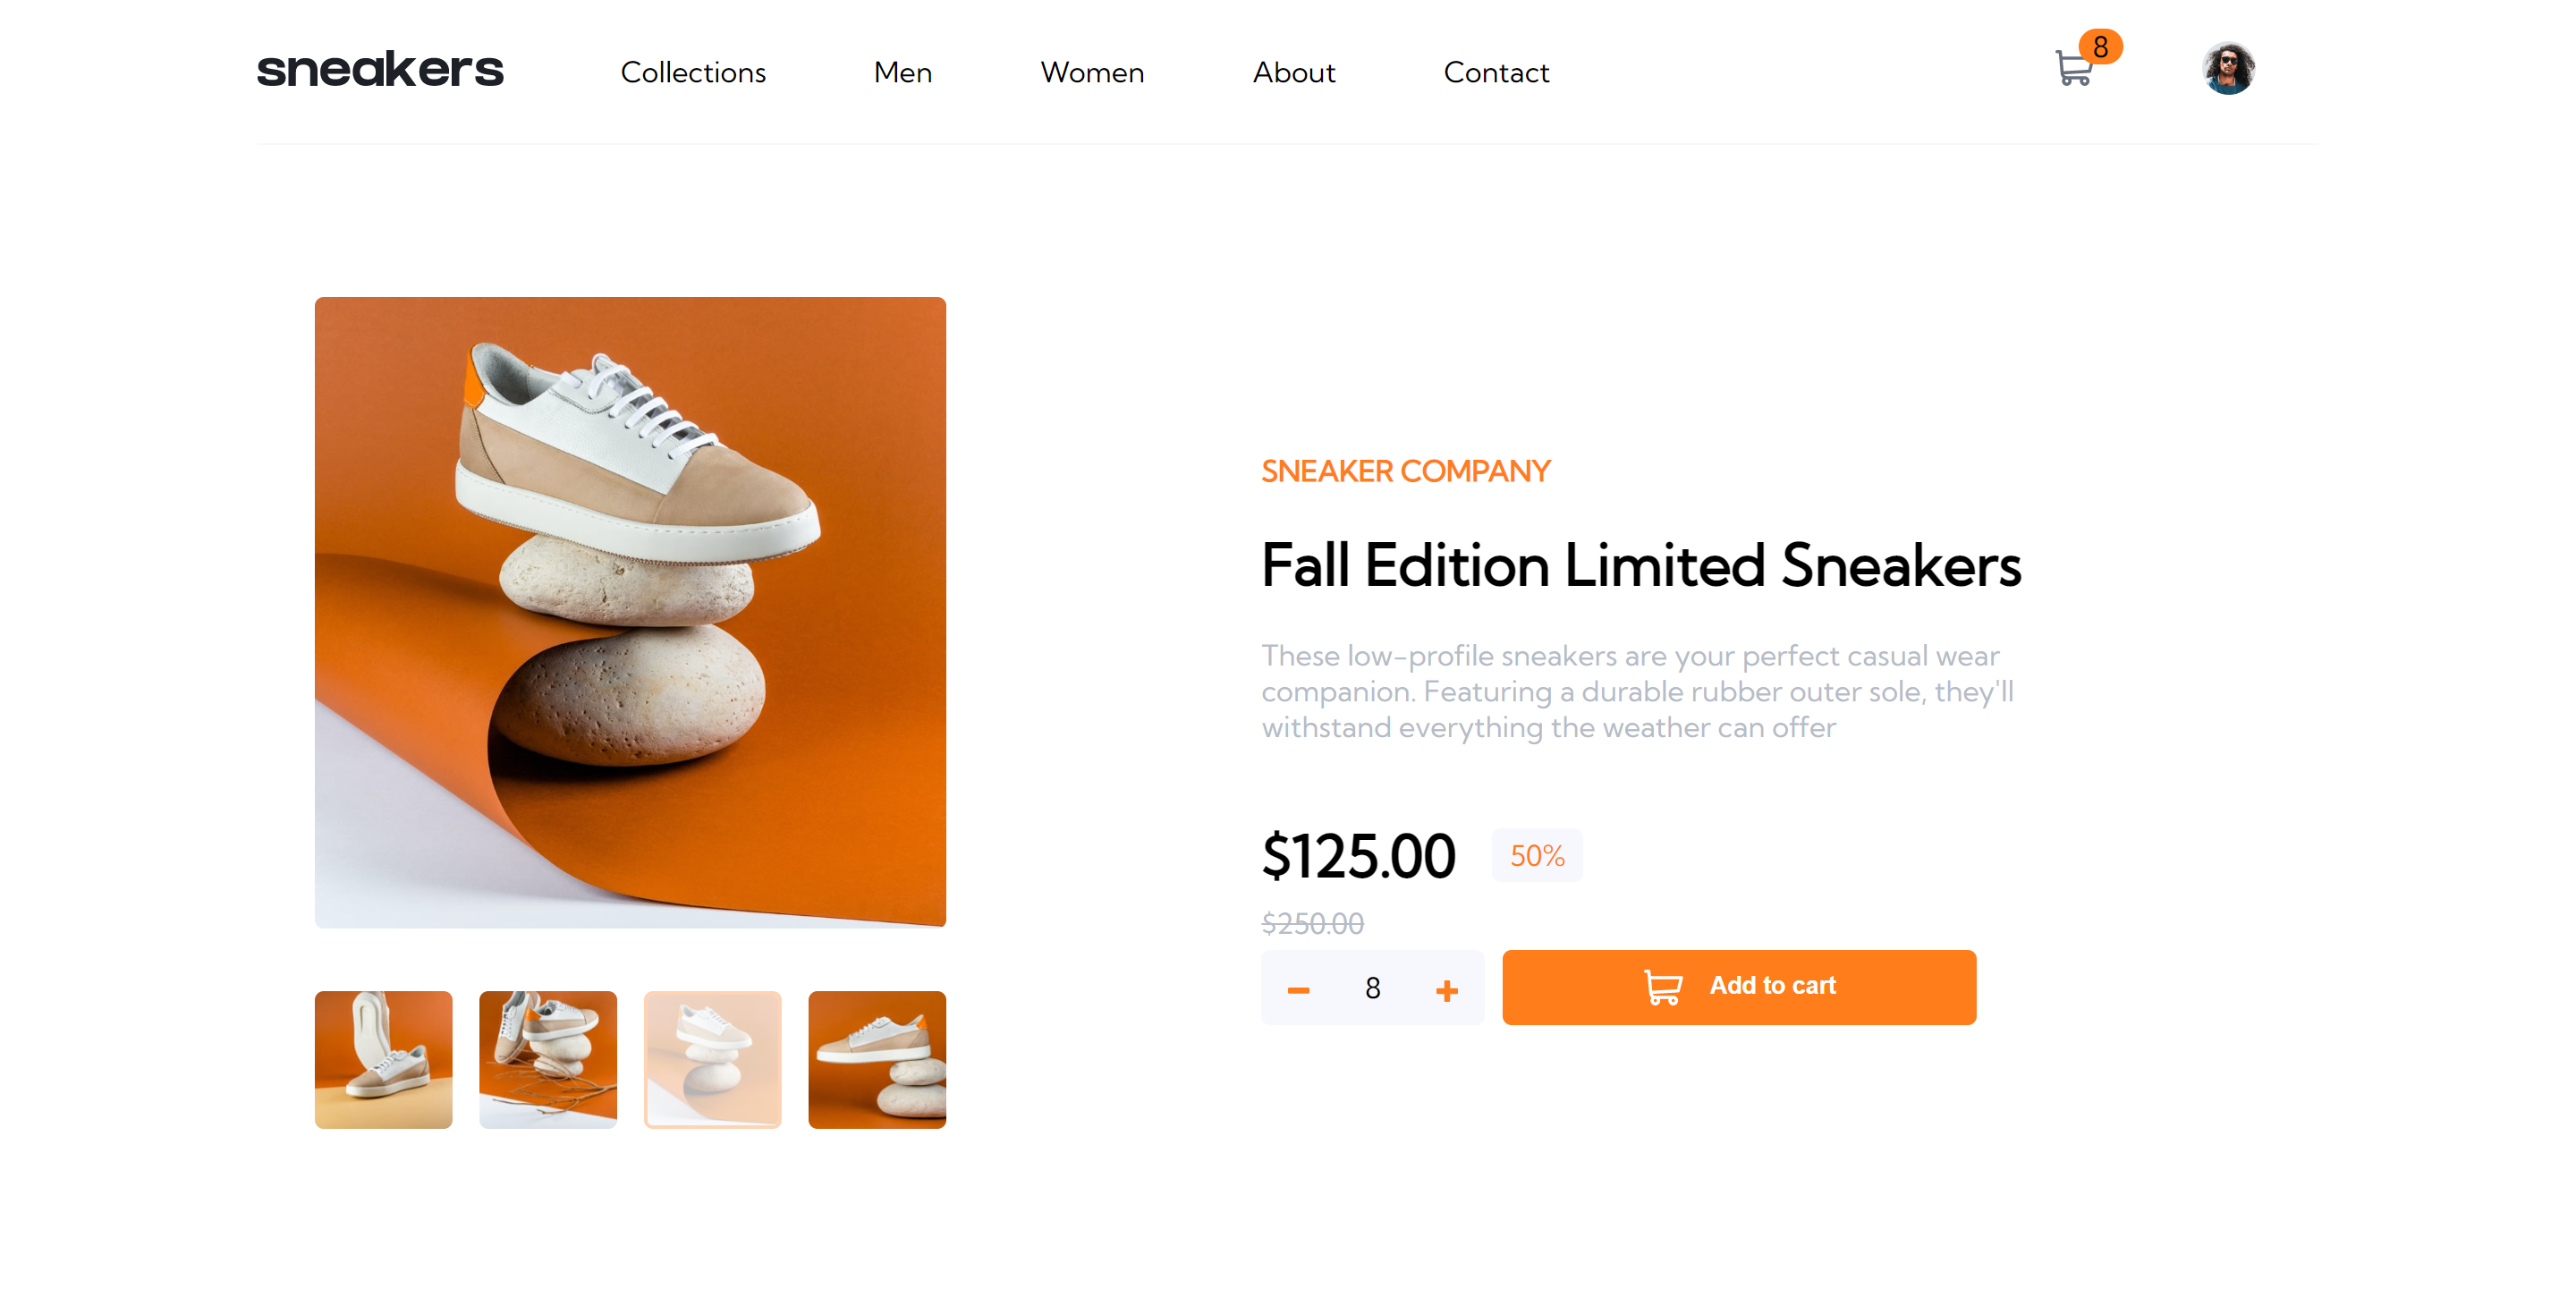 sneakers
Collections
Men
Women
About
Contact
8
SNEAKER COMPANY
Fall Edition Limited Sneakers
These low-profile sneakers are your perfect casual wear
companion. Featuring a durable rubber outer sole, they'll
withstand everything the weather can offer
$125.00
50%
$250.00
8
Add to cart